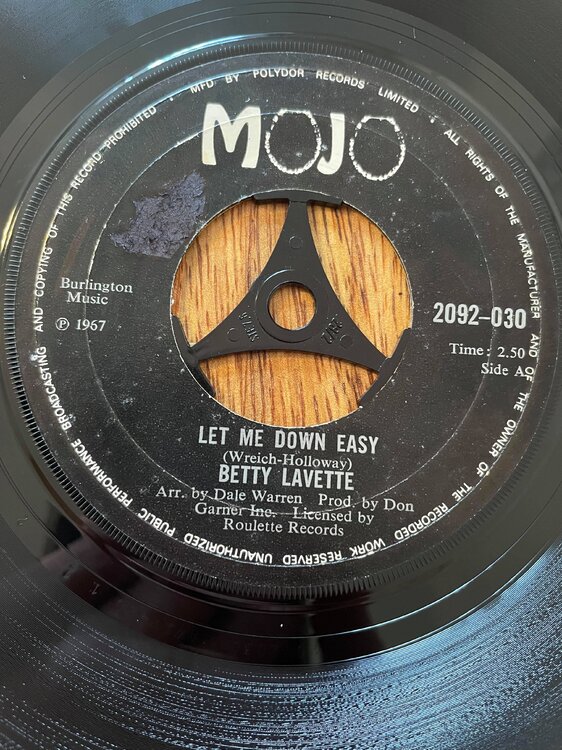 MFD BY POLYDOR RECORDS LIMITED • ALL RIGHTS OF THE MANUFACTURER AND OF THE OWNER OF THE RECORDED WORK RESERVED UNAUTHORIZED PUBLIC PERFORMANCE BROADCASTING AND COPYING OF THIS RECORD PROHIBITED •
MOJO
Burlington
Music
℗ 1967
2092-030
Time: 2.50
Side A
LET ME DOWN EASY
(Wreich-Holloway)
BETTY LAVETTE
Arr. by Dale Warren Prod. by Don
Garner Inc. Licensed by
Roulette Records